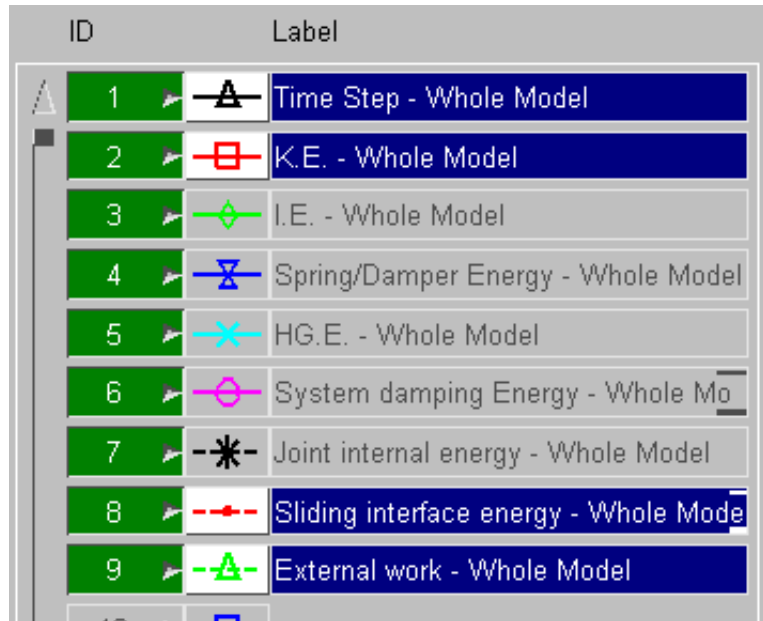 ID Label
1 Time Step - Whole Model
2 K.E. - Whole Model
3 I.E. - Whole Model
4 Spring/Damper Energy - Whole Model
5 HG.E. - Whole Model
6 System damping Energy - Whole Mo
7 Joint internal energy - Whole Model
8 Sliding interface energy - Whole Mode
9 External work - Whole Model